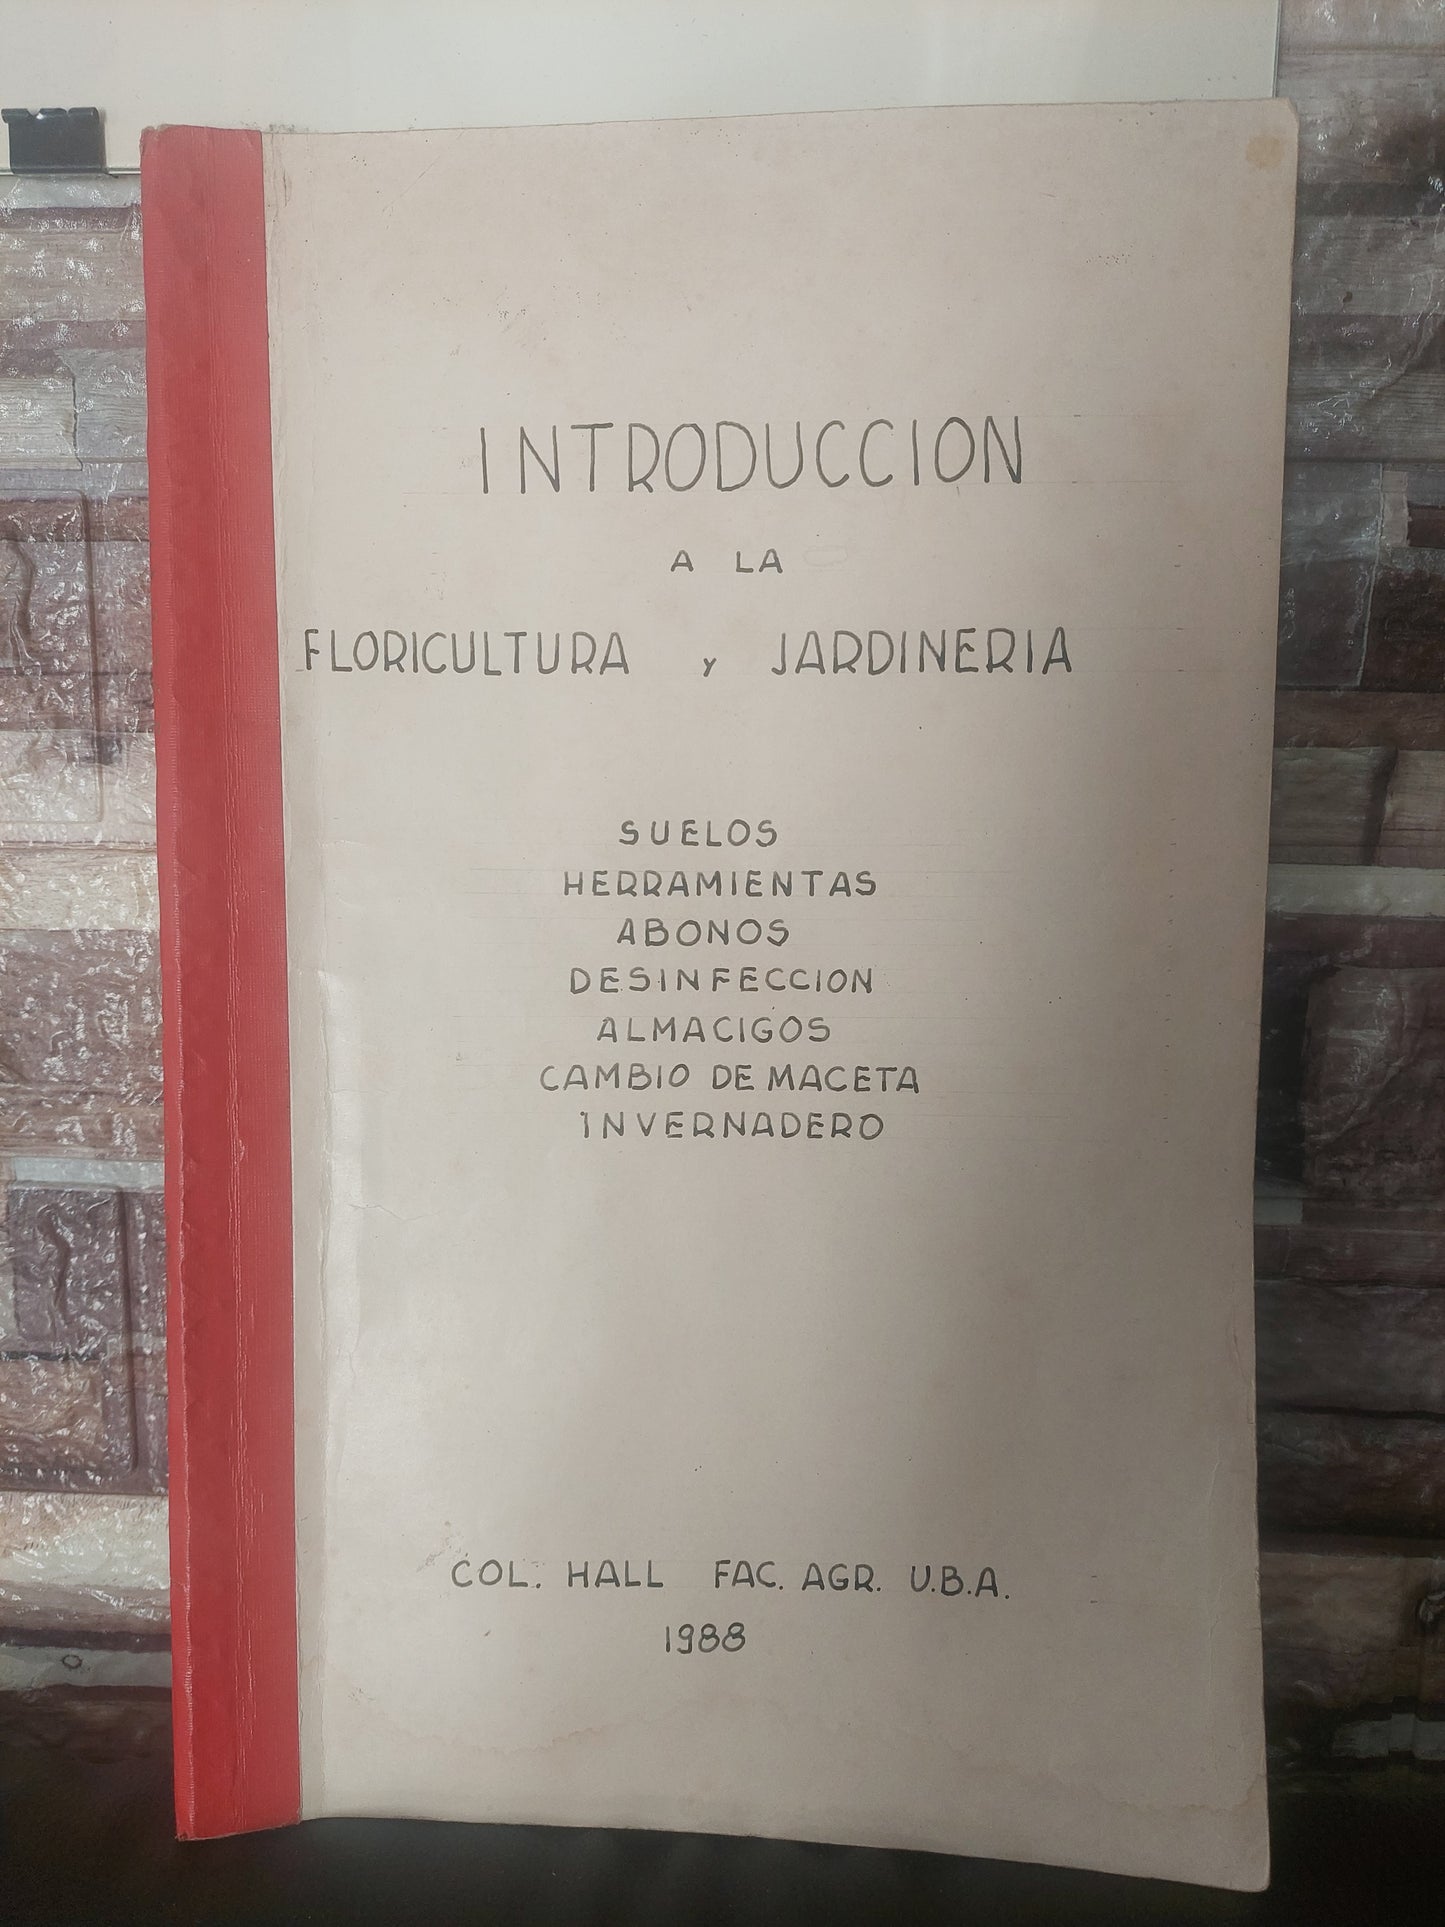 INTRODUCCION
A LA
FLORICULTURA y JARDINERIA
SUELOS
HERRAMIENTAS
ABONOS
DESINFECCION
ALMACIGOS
CAMBIO DE MACETA
INVERNADERO
COL. HALL FAC. AGR. U.B.A.
1988